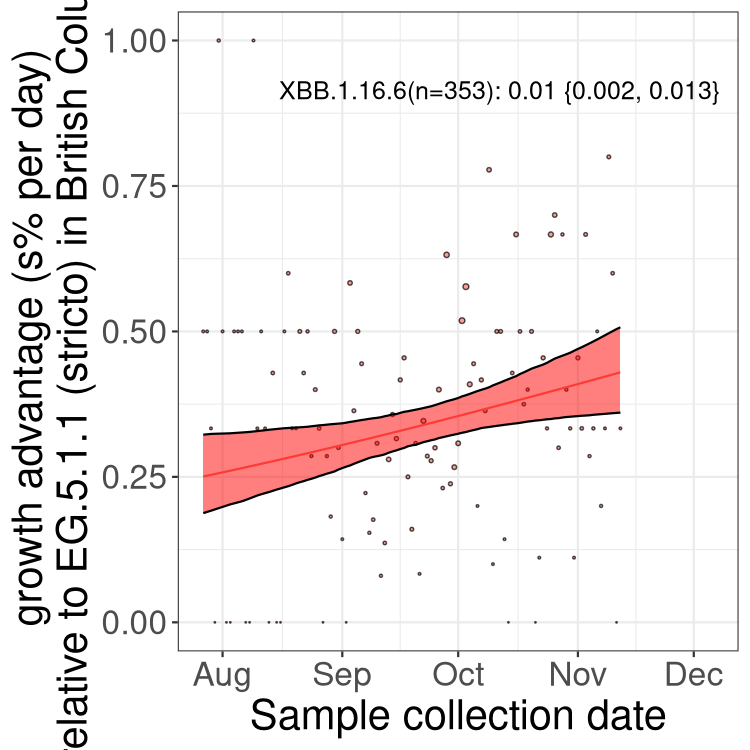 growth advantage (s% per day)
relative to EG.5.1.1 (stricto) in British
1.00
0.75
0.50
0.25
0.00
XBB.1.16.6(n=353): 0.01 {0.002, 0.013}
Aug Sep Oct Nov Dec
Sample collection date